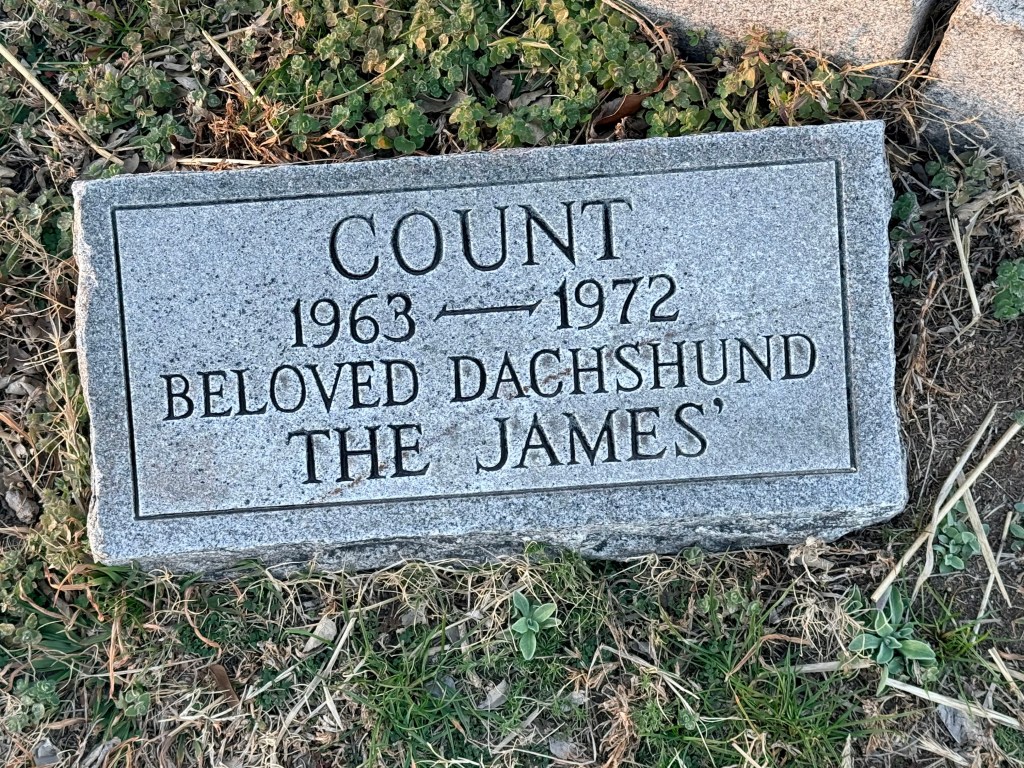 COUNT
1963 — 1972
BELOVED DACHSHUND
THE JAMES'